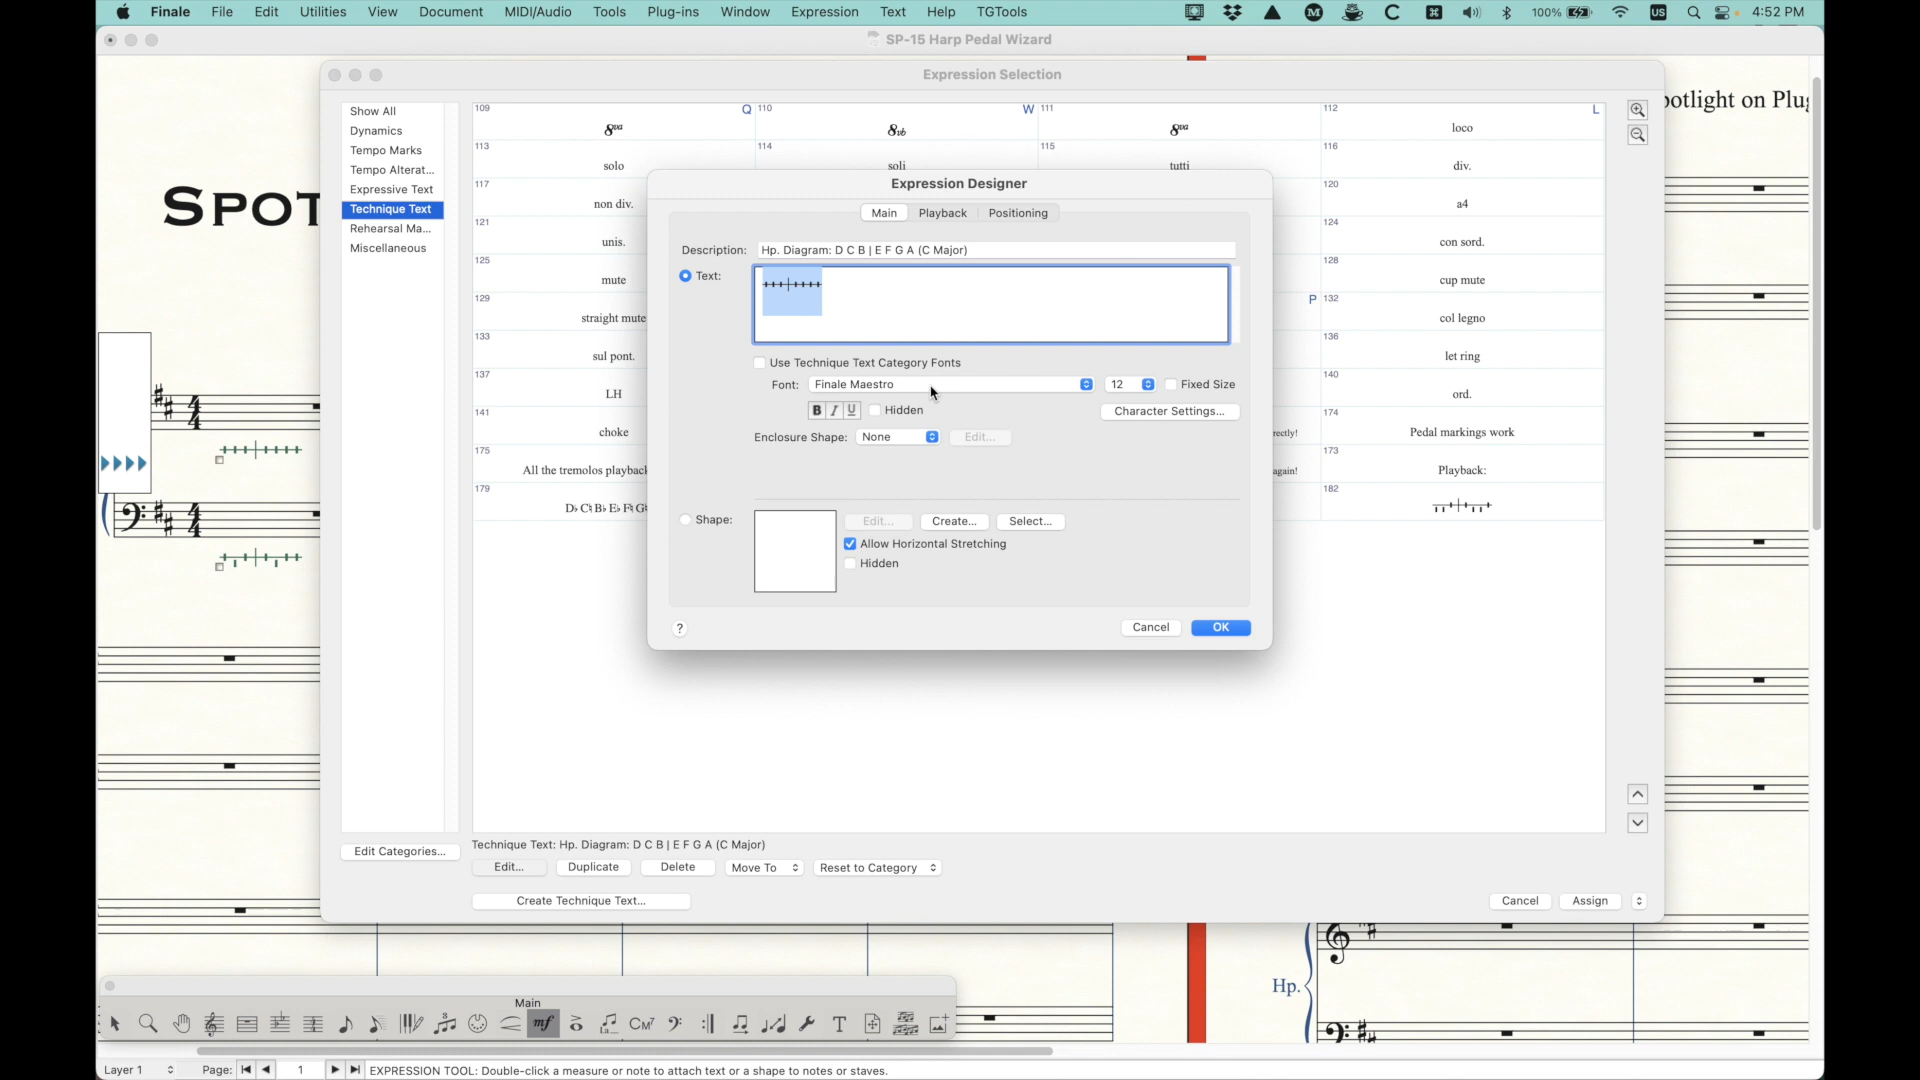 Finale File Edit Utilities View Document MIDI/Audio Tools Plug-ins Window Expression Text Help TGTools 100% US 4:52 PM
SP-15 Harp Pedal Wizard
Expression Selection
Spotlight on Plug
SPOT
Show All
Dynamics
Tempo Marks
Tempo Alterat...
Expressive Text
Technique Text
Rehearsal Ma...
Miscellaneous
109 Q 110 W 111 112 L
8va 8vb 8va loco
113 114 115 116
solo soli tutti div.
117 120
non div. a4
121 124
unis. con sord.
125 128
mute cup mute
129 P 132
straight mute col legno
133 136
sul pont. let ring
137 140
LH ord.
141 174
choke rectly! Pedal markings work
175 173
All the tremolos playback again! Playback:
179 182
D♭ C♮ B♭ E♭ F♮ G♮
Expression Designer
Main Playback Positioning
Description: Hp. Diagram: D C B | E F G A (C Major)
Text:
Use Technique Text Category Fonts
Font: Finale Maestro 12 Fixed Size
B I U Hidden Character Settings...
Enclosure Shape: None Edit...
Shape: Edit... Create... Select...
Allow Horizontal Stretching
Hidden
? Cancel OK
Technique Text: Hp. Diagram: D C B | E F G A (C Major)
Edit Categories...
Edit... Duplicate Delete Move To Reset to Category
Create Technique Text... Cancel Assign
Hp.
Main
mf CM7 T
Layer 1 Page: 1 EXPRESSION TOOL: Double-click a measure or note to attach text or a shape to notes or staves.